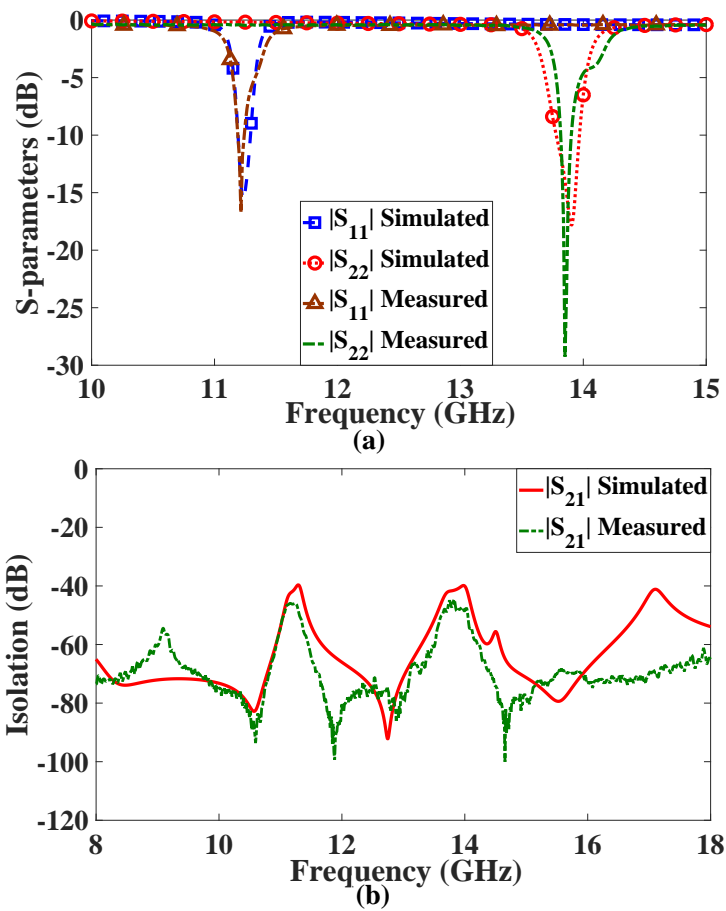 0
-5
-10
-15
-20
-25
-30
S-parameters (dB)
|S11| Simulated
|S22| Simulated
|S11| Measured
|S22| Measured
10 11 12 13 14 15
Frequency (GHz)
(a)
0
-20
-40
-60
-80
-100
-120
Isolation (dB)
|S21| Simulated
|S21| Measured
8 10 12 14 16 18
Frequency (GHz)
(b)